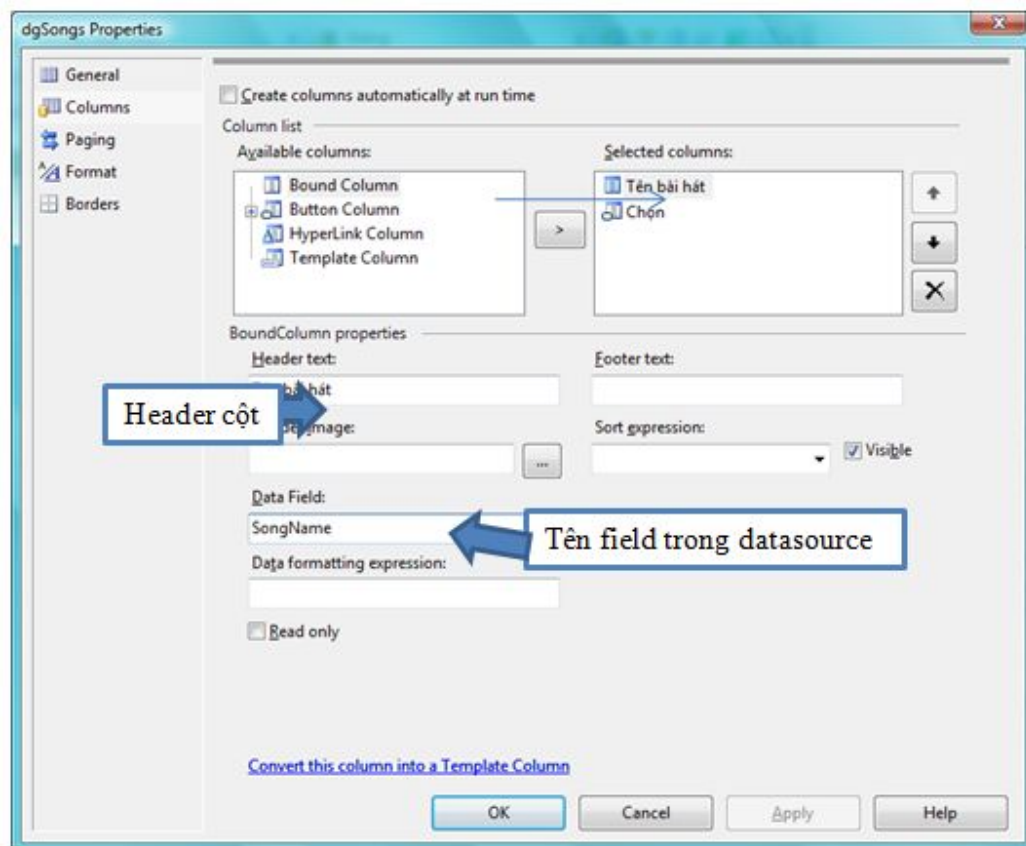 dgSongs Properties
General
Columns
Paging
Format
Borders
Create columns automatically at run time
Column list
Available columns:
Bound Column
Button Column
HyperLink Column
Template Column
>
Selected columns:
Tên bài hát
Chọn
BoundColumn properties
Header text:
hát
Footer text:
Header cột
image:
...
Sort expression:
Visible
Data Field:
SongName
Tên field trong datasource
Data formatting expression:
Read only
Convert this column into a Template Column
OK
Cancel
Apply
Help